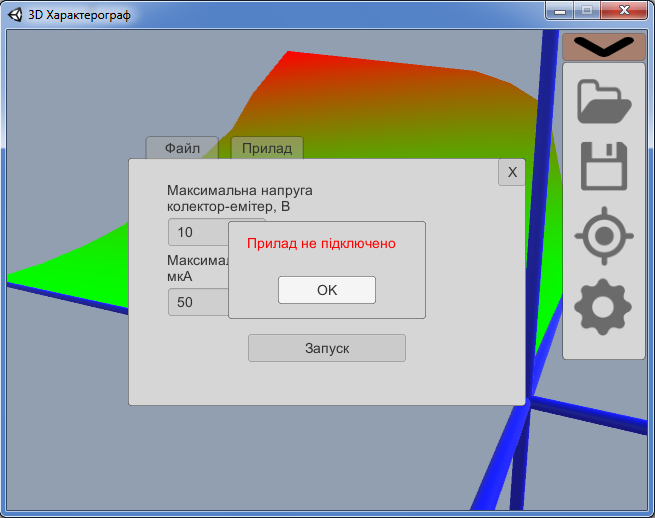 3D Характерограф
Файл
Прилад
X
Максимальна напруга
колектор-емітер, В
10
Максимал
мкА
50
Прилад не підключено
OK
Запуск